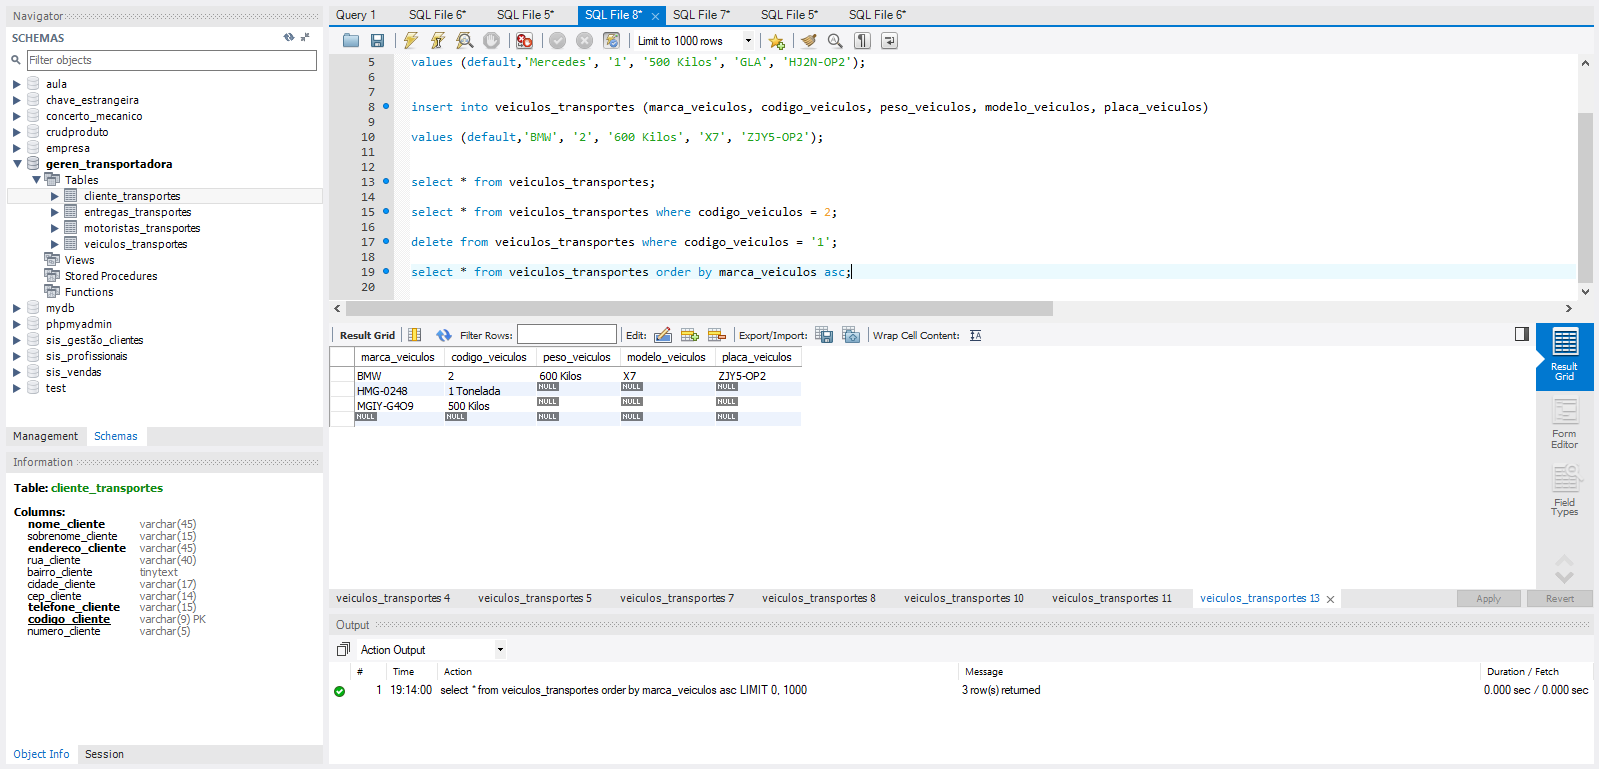 Navigator
SCHEMAS
Filter objects
aula
chave_estrangeira
concerto_mecanico
crudproduto
empresa
geren_transportadora
Tables
cliente_transportes
entregas_transportes
motoristas_transportes
veiculos_transportes
Views
Stored Procedures
Functions
mydb
phpmyadmin
sis_gestão_clientes
sis_profissionais
sis_vendas
test
Management Schemas
Information
Table: cliente_transportes
Columns:
nome_cliente varchar(45)
sobrenome_cliente varchar(15)
endereco_cliente varchar(45)
rua_cliente varchar(40)
bairro_cliente tinytext
cidade_cliente varchar(17)
cep_cliente varchar(14)
telefone_cliente varchar(15)
codigo_cliente varchar(9) PK
numero_cliente varchar(5)
Object Info Session
Query 1 SQL File 6* SQL File 5* SQL File 8* SQL File 7* SQL File 5* SQL File 6*
Limit to 1000 rows
5 values (default,'Mercedes', '1', '500 Kilos', 'GLA', 'HJ2N-OP2');
6
7
8 insert into veiculos_transportes (marca_veiculos, codigo_veiculos, peso_veiculos, modelo_veiculos, placa_veiculos)
9
10 values (default,'BMW', '2', '600 Kilos', 'X7', 'ZJY5-OP2');
11
12
13 select * from veiculos_transportes;
14
15 select * from veiculos_transportes where codigo_veiculos = 2;
16
17 delete from veiculos_transportes where codigo_veiculos = '1';
18
19 select * from veiculos_transportes order by marca_veiculos asc;
20
Result Grid Filter Rows: Edit: Export/Import: Wrap Cell Content:
marca_veiculos codigo_veiculos peso_veiculos modelo_veiculos placa_veiculos
BMW 2 600 Kilos X7 ZJY5-OP2
HMG-0248 1 Tonelada NULL NULL NULL
MGIY-G4O9 500 Kilos NULL NULL NULL
NULL NULL NULL NULL NULL
Result
Grid
Form
Editor
Field
Types
veiculos_transportes 4 veiculos_transportes 5 veiculos_transportes 7 veiculos_transportes 8 veiculos_transportes 10 veiculos_transportes 11 veiculos_transportes 13 Apply Revert
Output
Action Output
# Time Action Message Duration / Fetch
1 19:14:00 select * from veiculos_transportes order by marca_veiculos asc LIMIT 0, 1000 3 row(s) returned 0.000 sec / 0.000 sec